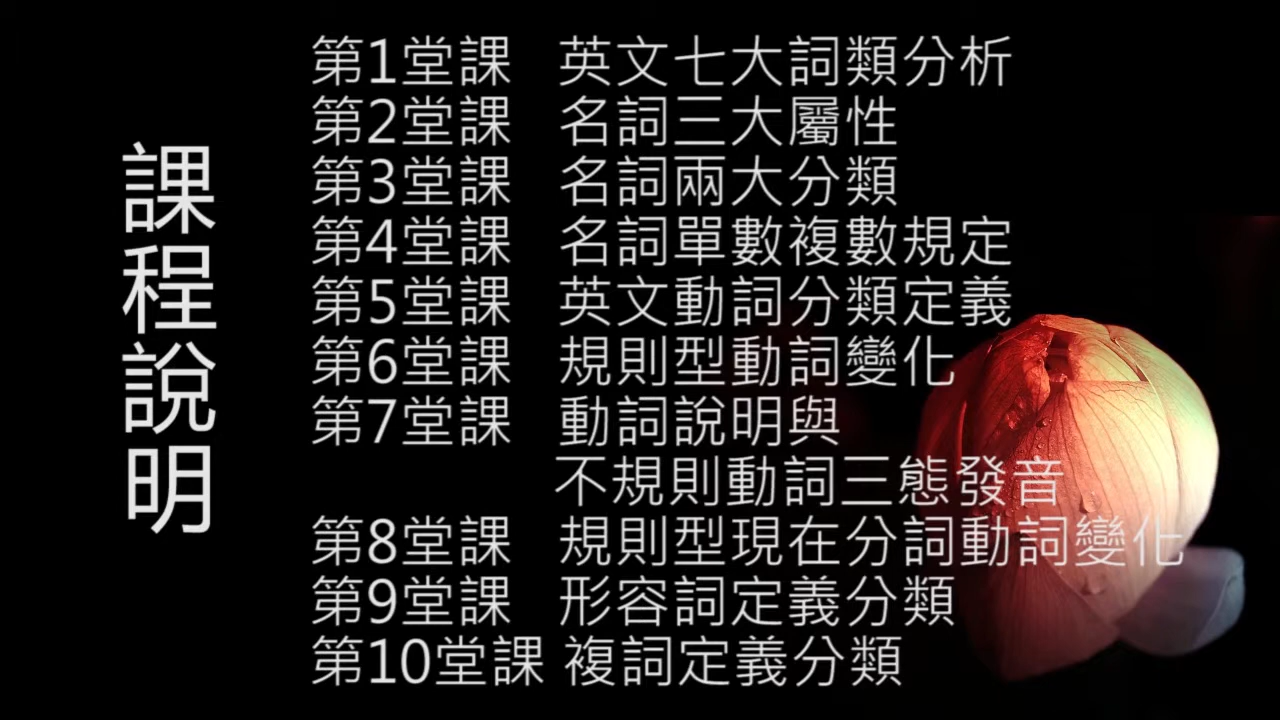 課程說明
第1堂課 英文七大詞類分析
第2堂課 名詞三大屬性
第3堂課 名詞兩大分類
第4堂課 名詞單數複數規定
第5堂課 英文動詞分類定義
第6堂課 規則型動詞變化
第7堂課 動詞說明與
不規則動詞三態發音
第8堂課 規則型現在分詞動詞變化
第9堂課 形容詞定義分類
第10堂課 複詞定義分類